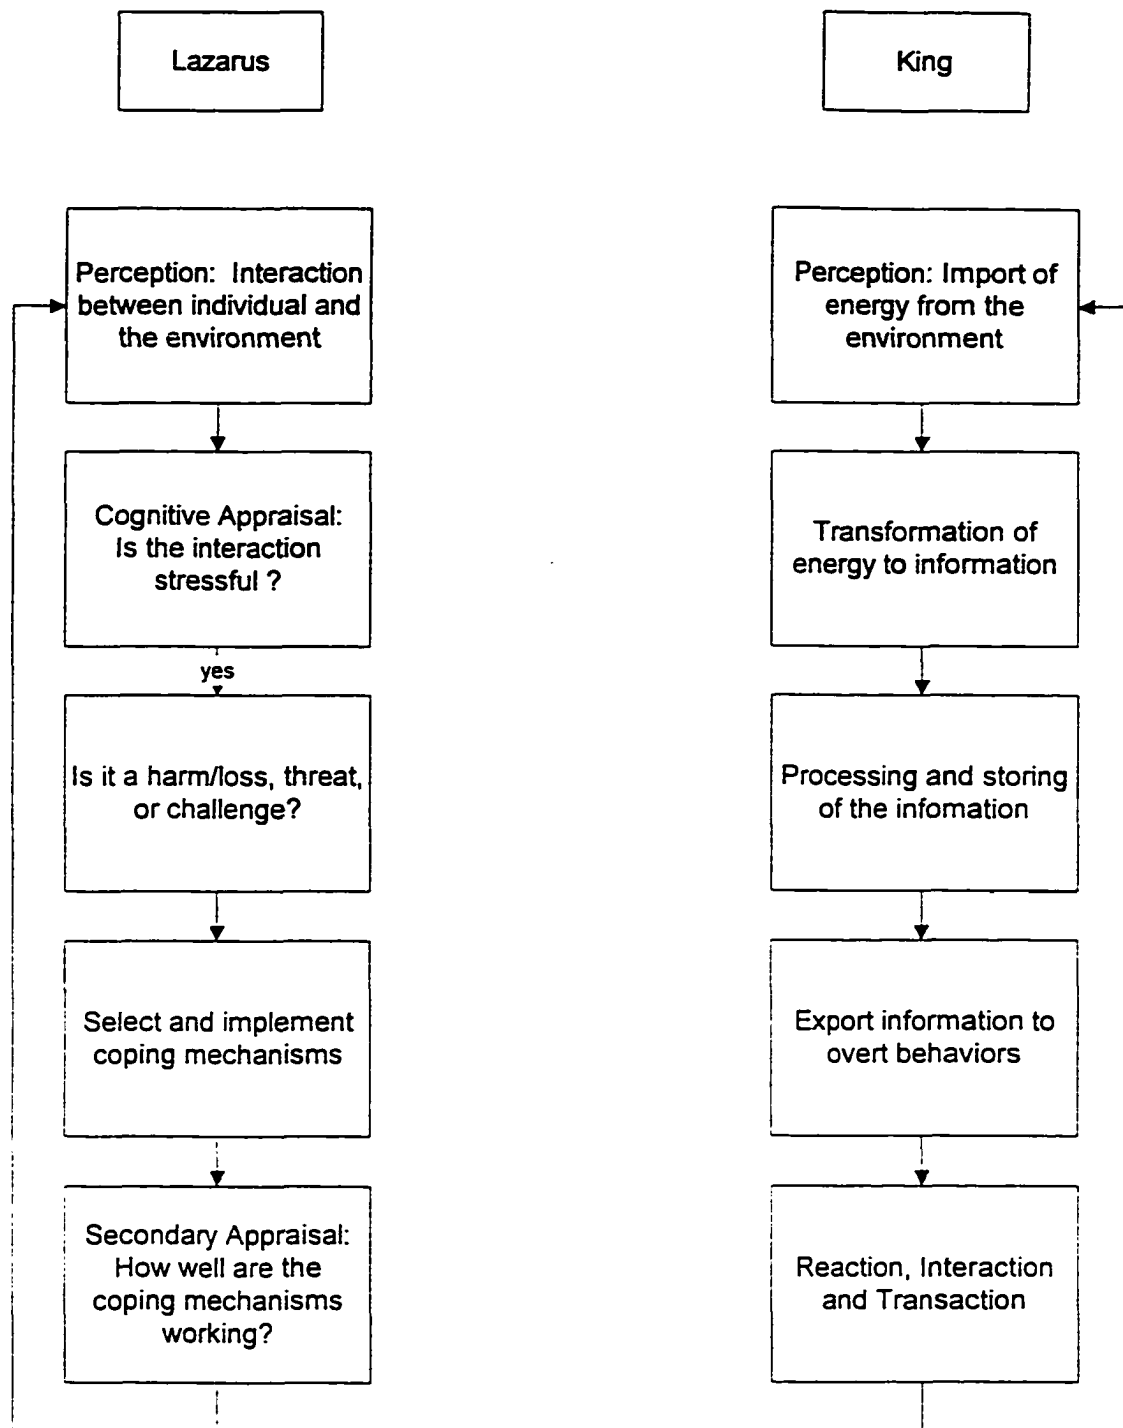 Lazarus
Perception: Interaction
between individual and
the environment
Cognitive Appraisal:
Is the interaction
stressful ?
yes
Is it a harm/loss, threat,
or challenge?
Select and implement
coping mechanisms
Secondary Appraisal:
How well are the
coping mechanisms
working?
King
Perception: Import of
energy from the
environment
Transformation of
energy to information
Processing and storing
of the infomation
Export information to
overt behaviors
Reaction, Interaction
and Transaction